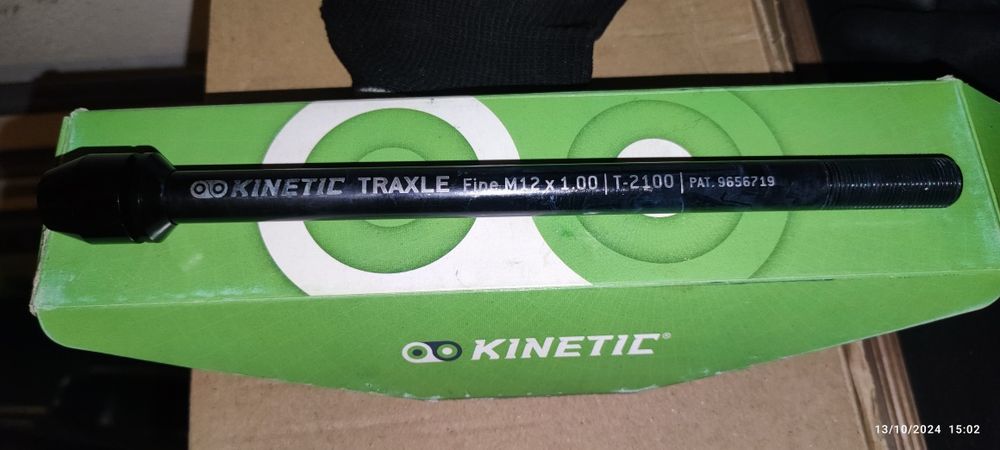 KINETIC TRAXLE Fine M12 x 1.00 | T-2100 | PAT. 9656719
KINETIC®
13/10/2024 15:02